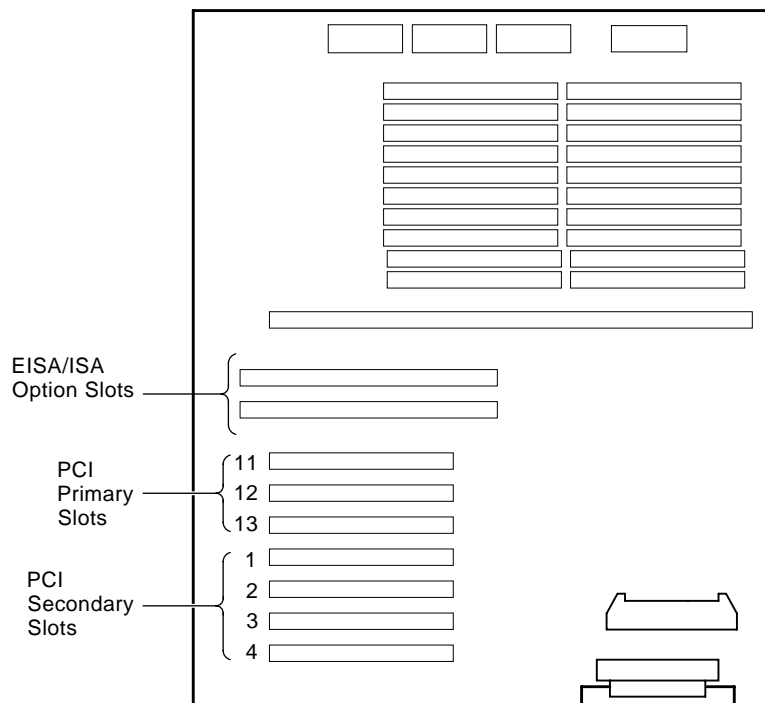 EISA/ISA
Option Slots
PCI
Primary
Slots
11
12
13
PCI
Secondary
Slots
1
2
3
4